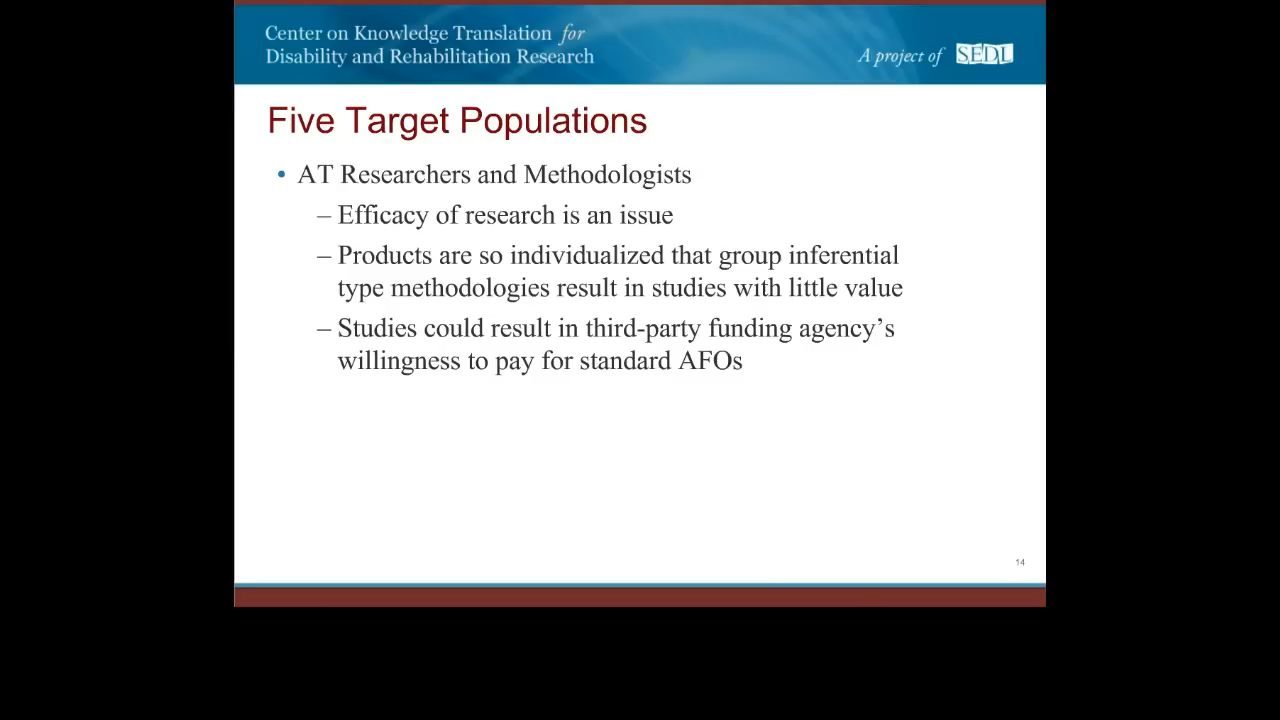 Center on Knowledge Translation for
Disability and Rehabilitation Research
A project of SEDL
Five Target Populations
• AT Researchers and Methodologists
– Efficacy of research is an issue
– Products are so individualized that group inferential
type methodologies result in studies with little value
– Studies could result in third-party funding agency’s
willingness to pay for standard AFOs
14